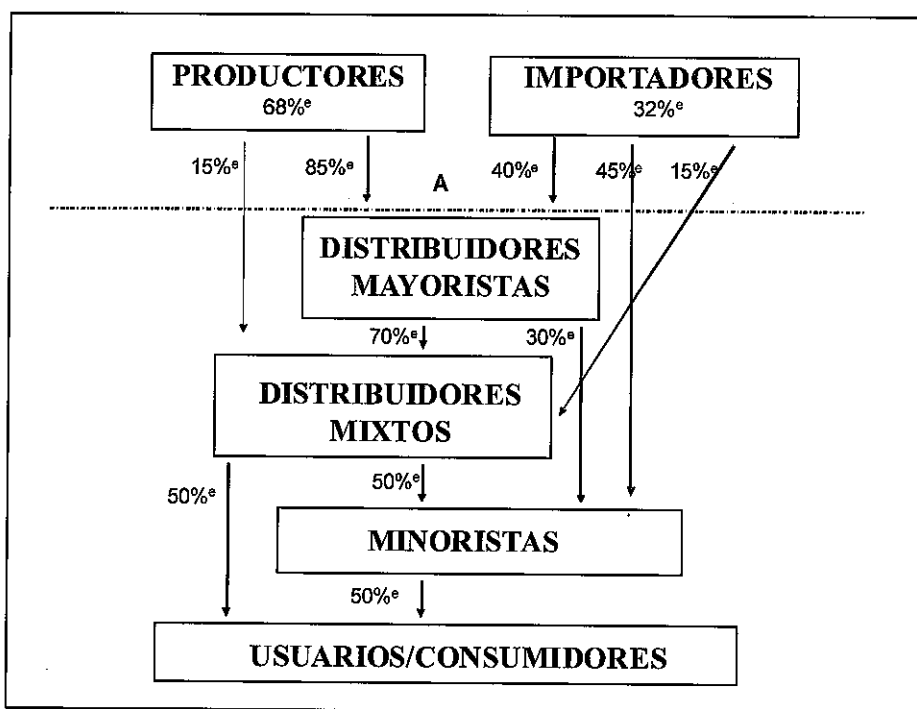 PRODUCTORES
68%ᵉ
IMPORTADORES
32%ᵉ
15%ᵉ
85%ᵉ
A
40%ᵉ
45%ᵉ
15%ᵉ
DISTRIBUIDORES
MAYORISTAS
70%ᵉ
30%ᵉ
DISTRIBUIDORES
MIXTOS
50%ᵉ
50%ᵉ
MINORISTAS
50%ᵉ
USUARIOS/CONSUMIDORES